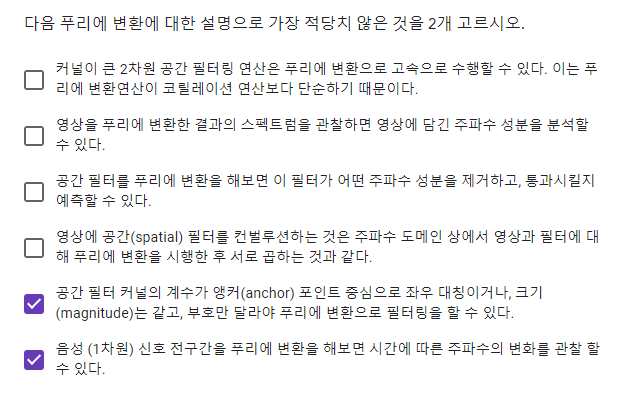 다음 푸리에 변환에 대한 설명으로 가장 적당치 않은 것을 2개 고르시오.
커널이 큰 2차원 공간 필터링 연산은 푸리에 변환으로 고속으로 수행할 수 있다. 이는 푸
리에 변환연산이 코릴레이션 연산보다 단순하기 때문이다.
영상을 푸리에 변환한 결과의 스펙트럼을 관찰하면 영상에 담긴 주파수 성분을 분석할
수 있다.
공간 필터를 푸리에 변환을 해보면 이 필터가 어떤 주파수 성분을 제거하고, 통과시킬지
예측할 수 있다.
영상에 공간(spatial) 필터를 컨벌루션하는 것은 주파수 도메인 상에서 영상과 필터에 대
해 푸리에 변환을 시행한 후 서로 곱하는 것과 같다.
공간 필터 커널의 계수가 앵커(anchor) 포인트 중심으로 좌우 대칭이거나, 크기
(magnitude)는 같고, 부호만 달라야 푸리에 변환으로 필터링을 할 수 있다.
음성 (1차원) 신호 전구간을 푸리에 변환을 해보면 시간에 따른 주파수의 변화를 관찰 할
수 있다.